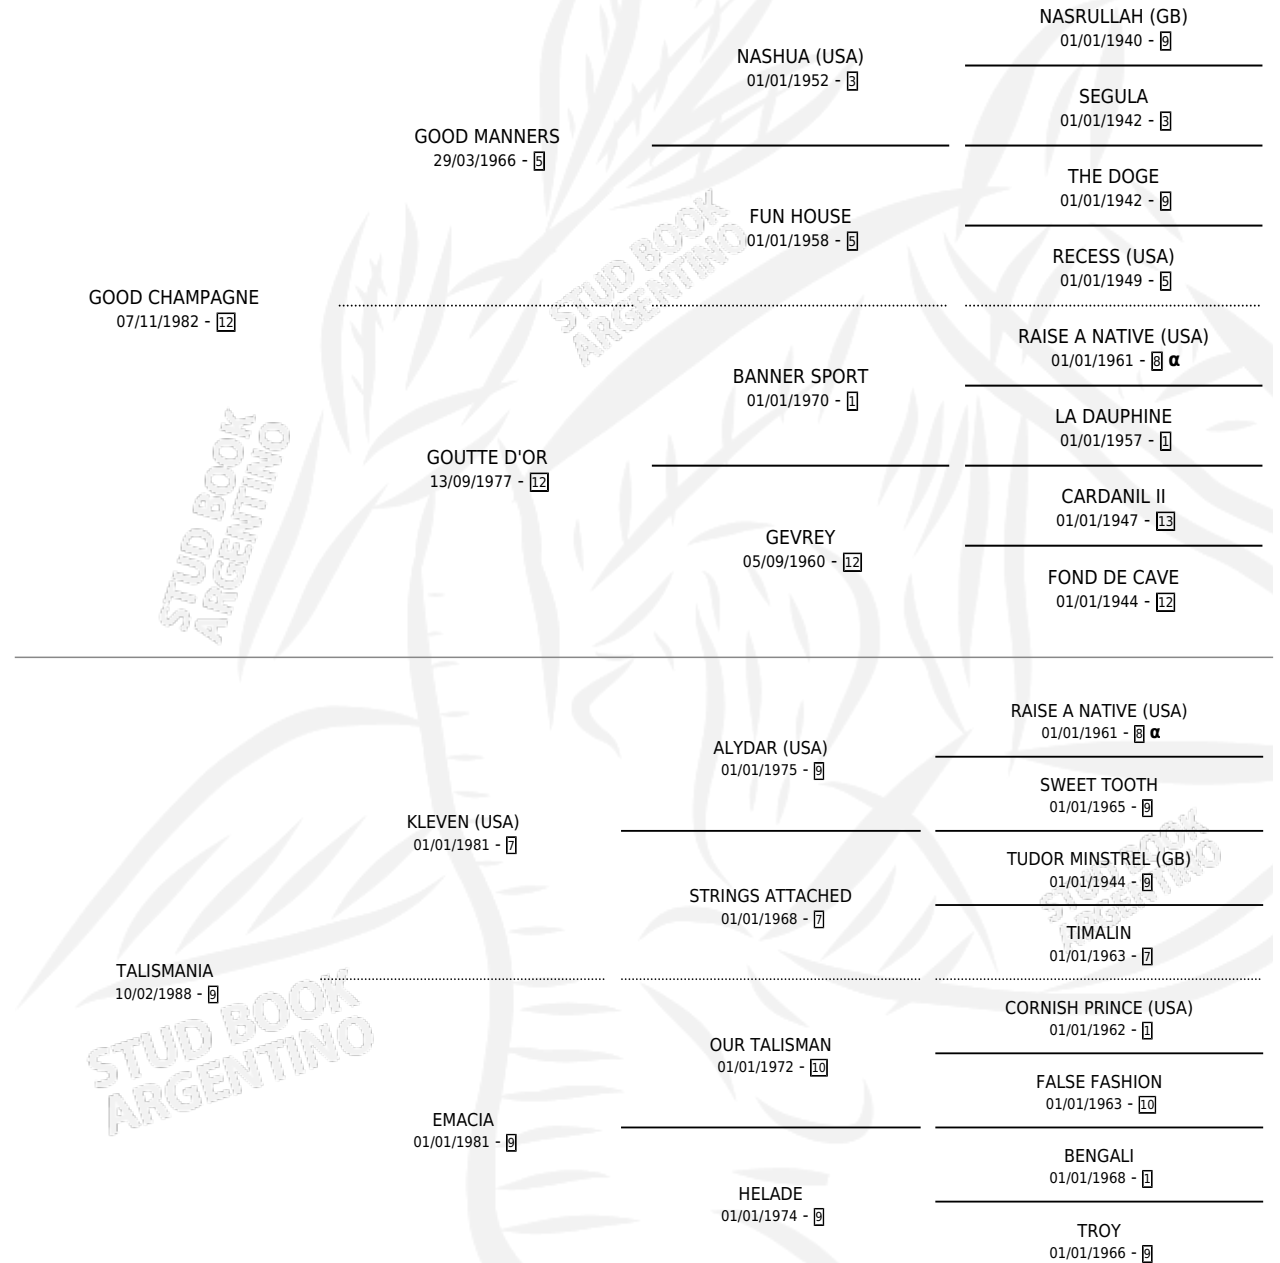 NASRULLAH (GB)
01/01/1940 - 9
NASHUA (USA)
01/01/1952 - 3
SEGULA
01/01/1942 - 3
GOOD MANNERS
29/03/1966 - 5
THE DOGE
01/01/1942 - 9
FUN HOUSE
01/01/1958 - 5
RECESS (USA)
01/01/1949 - 5
GOOD CHAMPAGNE
07/11/1982 - 12
RAISE A NATIVE (USA)
01/01/1961 - 8 α
BANNER SPORT
01/01/1970 - 1
LA DAUPHINE
01/01/1957 - 1
GOUTTE D'OR
13/09/1977 - 12
CARDANIL II
01/01/1947 - 13
GEVREY
05/09/1960 - 12
FOND DE CAVE
01/01/1944 - 12
RAISE A NATIVE (USA)
01/01/1961 - 8 α
ALYDAR (USA)
01/01/1975 - 9
SWEET TOOTH
01/01/1965 - 9
KLEVEN (USA)
01/01/1981 - 7
TUDOR MINSTREL (GB)
01/01/1944 - 9
STRINGS ATTACHED
01/01/1968 - 7
TIMALIN
01/01/1963 - 7
TALISMANIA
10/02/1988 - 9
CORNISH PRINCE (USA)
01/01/1962 - 1
OUR TALISMAN
01/01/1972 - 10
FALSE FASHION
01/01/1963 - 10
EMACIA
01/01/1981 - 9
BENGALI
01/01/1968 - 1
HELADE
01/01/1974 - 9
TROY
01/01/1966 - 9
STUD BOOK
ARGENTINO
STUD BOOK
ARGENTINO
STUD BOOK
ARGENTINO
STUD BOOK
ARGENTINO